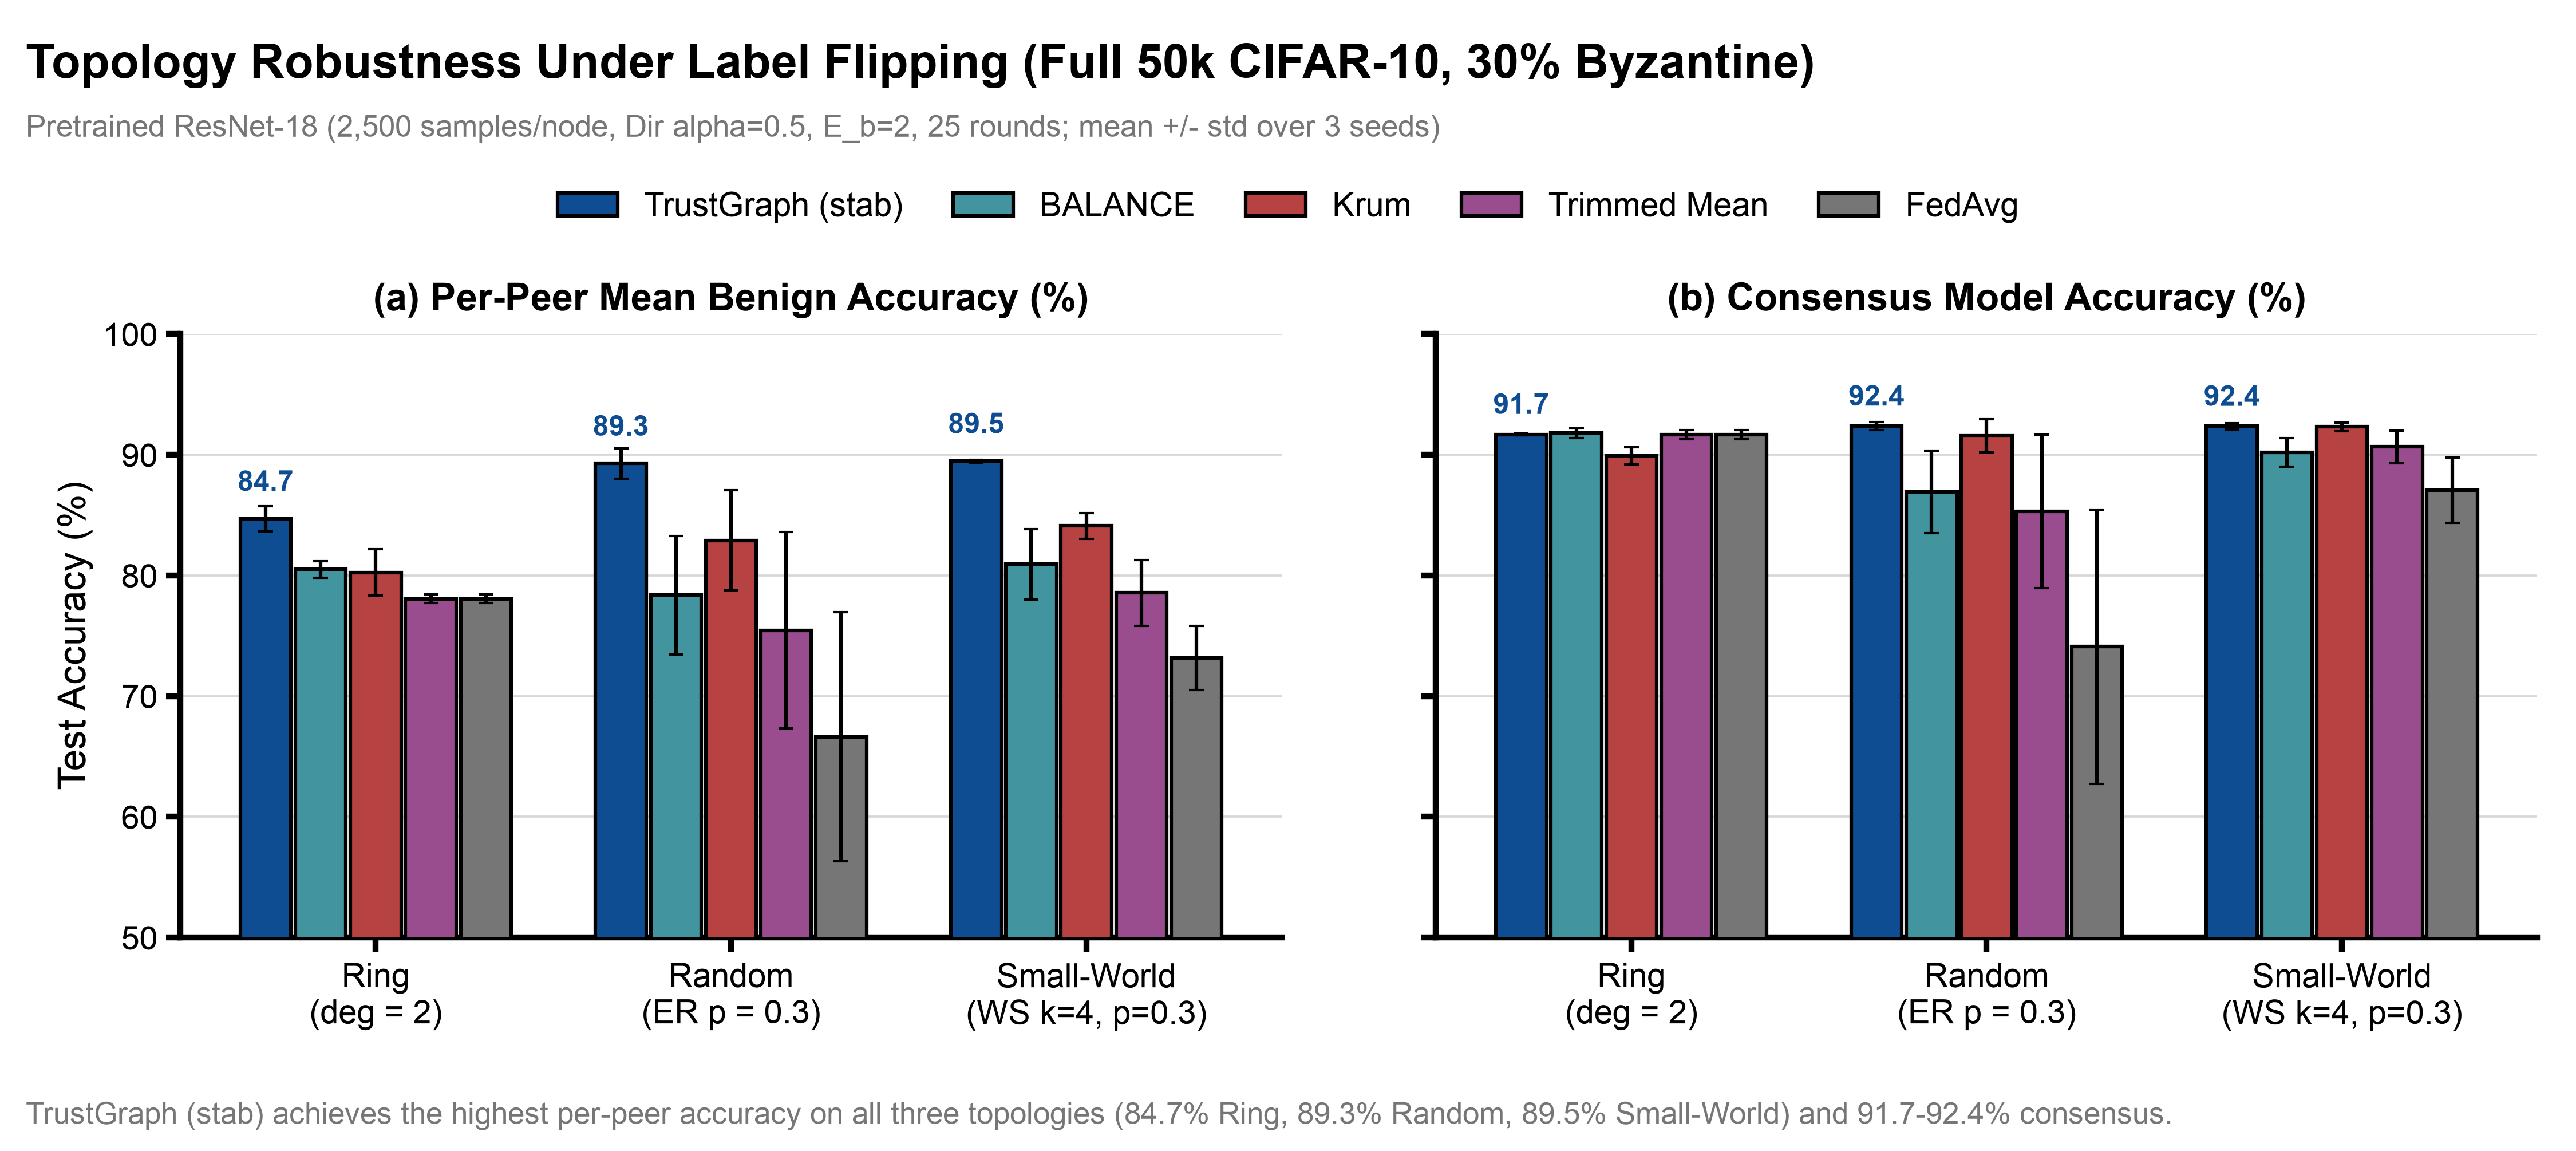 Topology Robustness Under Label Flipping (Full 50k CIFAR-10, 30% Byzantine)
Pretrained ResNet-18 (2,500 samples/node, Dir alpha=0.5, E_b=2, 25 rounds; mean +/- std over 3 seeds)
TrustGraph (stab) BALANCE Krum Trimmed Mean FedAvg
(a) Per-Peer Mean Benign Accuracy (%)
Test Accuracy (%)
100
90
80
70
60
50
84.7
89.3
89.5
Ring
(deg = 2)
Random
(ER p = 0.3)
Small-World
(WS k=4, p=0.3)
(b) Consensus Model Accuracy (%)
91.7
92.4
92.4
Ring
(deg = 2)
Random
(ER p = 0.3)
Small-World
(WS k=4, p=0.3)
TrustGraph (stab) achieves the highest per-peer accuracy on all three topologies (84.7% Ring, 89.3% Random, 89.5% Small-World) and 91.7-92.4% consensus.